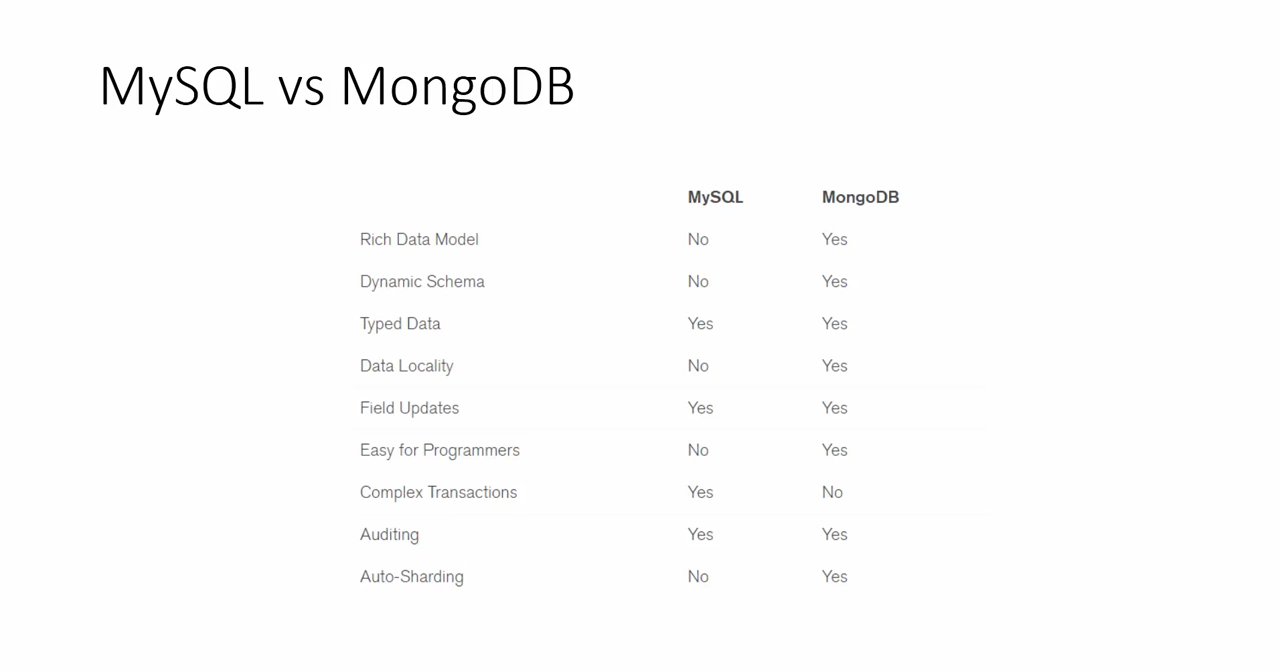 MySQL vs MongoDB
MySQL MongoDB
Rich Data Model No Yes
Dynamic Schema No Yes
Typed Data Yes Yes
Data Locality No Yes
Field Updates Yes Yes
Easy for Programmers No Yes
Complex Transactions Yes No
Auditing Yes Yes
Auto-Sharding No Yes